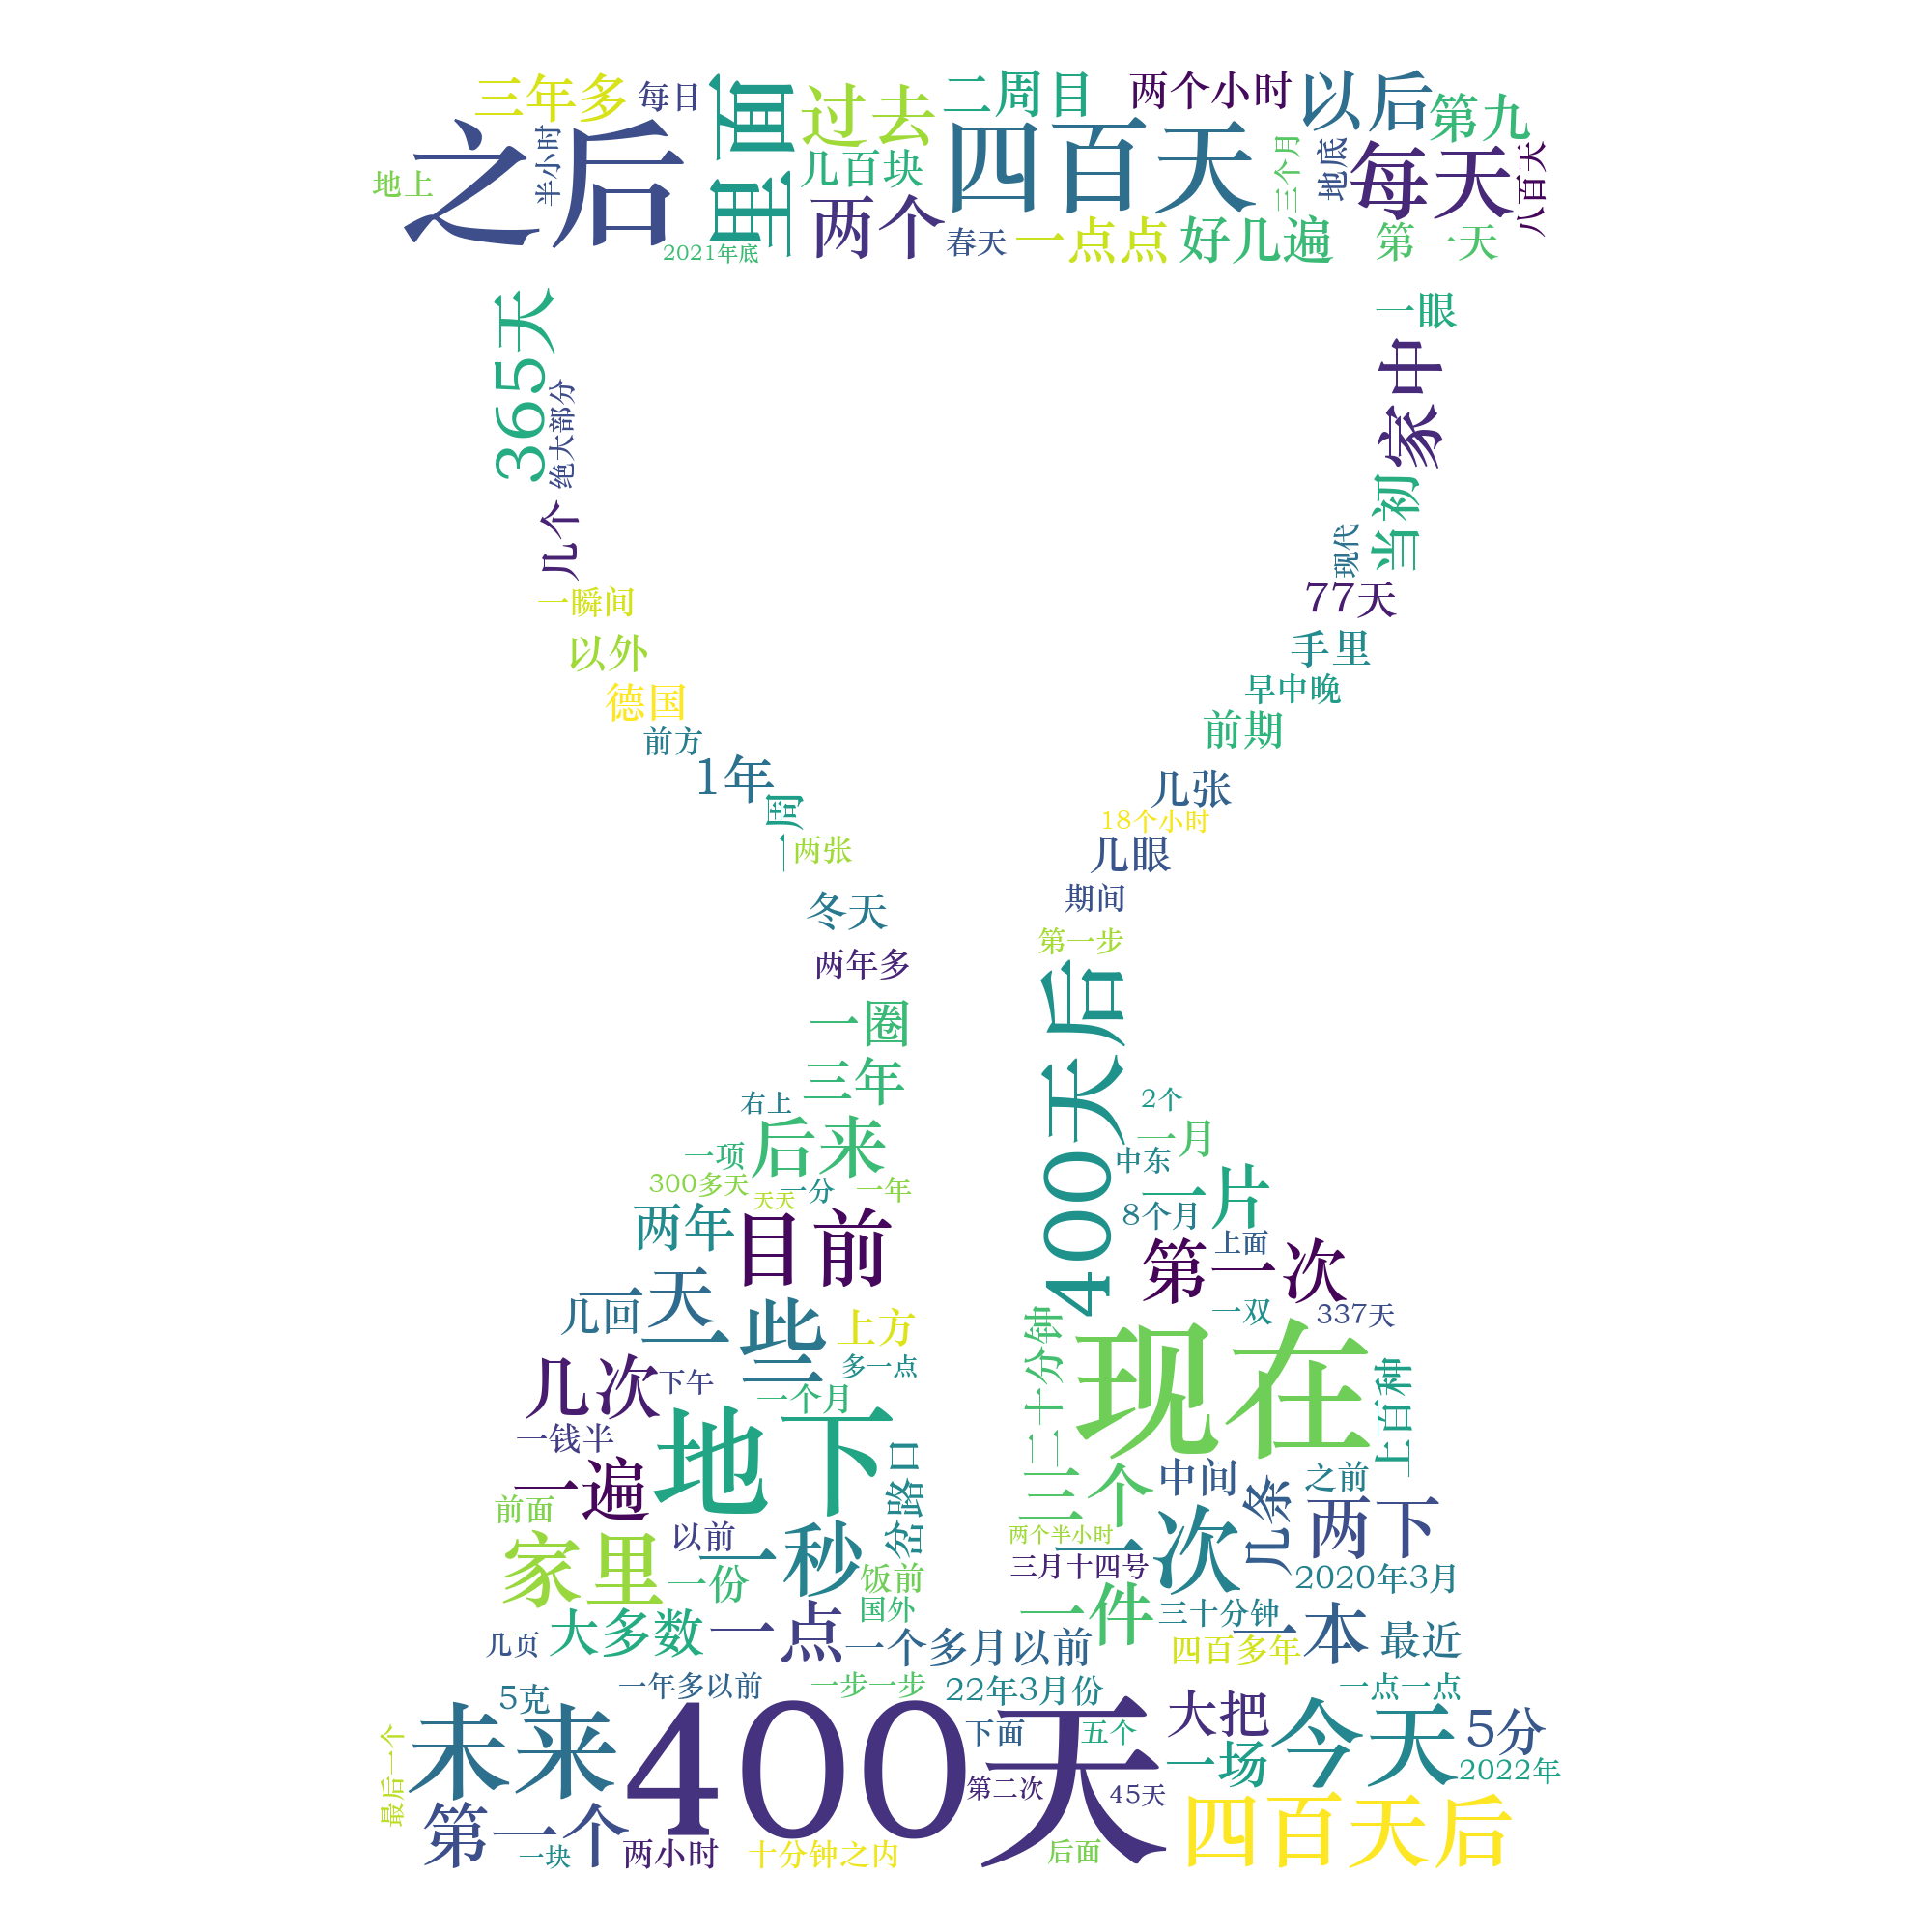 三年多
每日
里面
过去
二周目
两个小时
以后
第九
之后
半小时
地上
几百块
四百天
三个月
地底
每天
八百天
两个
2021年底
春天
一点点
好几遍
第一天
365天
绝大部分
一眼
家中
几个
当初
现代
一瞬间
77天
以外
手里
德国
早中晚
前方
前期
1年
几张
一周
两张
18个小时
几眼
冬天
期间
两年多
第一步
一圈
400天后
三年
右上
2个
后来
一月
一项
中东
300多天
天天
一分
一年
一片
两年
目前
8个月
上面
第一次
一天
几回
一些
上方
二十分钟
一双
337天
几次
下午
多一点
一个月
现在
上百种
一钱半
地下
岔路口
一遍
前面
三个
中间
几条
之前
家里
以前
一秒
两个半小时
一次
两下
一份
饭前
三月十四号
2020年3月
国外
一件
三十分钟
几页
大多数
一点
一个多月以前
四百多年
一本
最近
5克
一年多以前
一步一步
22年3月份
一点一点
最后一个
未来
400天
下面
五个
大把
今天
5分
一场
2022年
第二次
45天
第一个
一块
两小时
十分钟之内
后面
四百天后